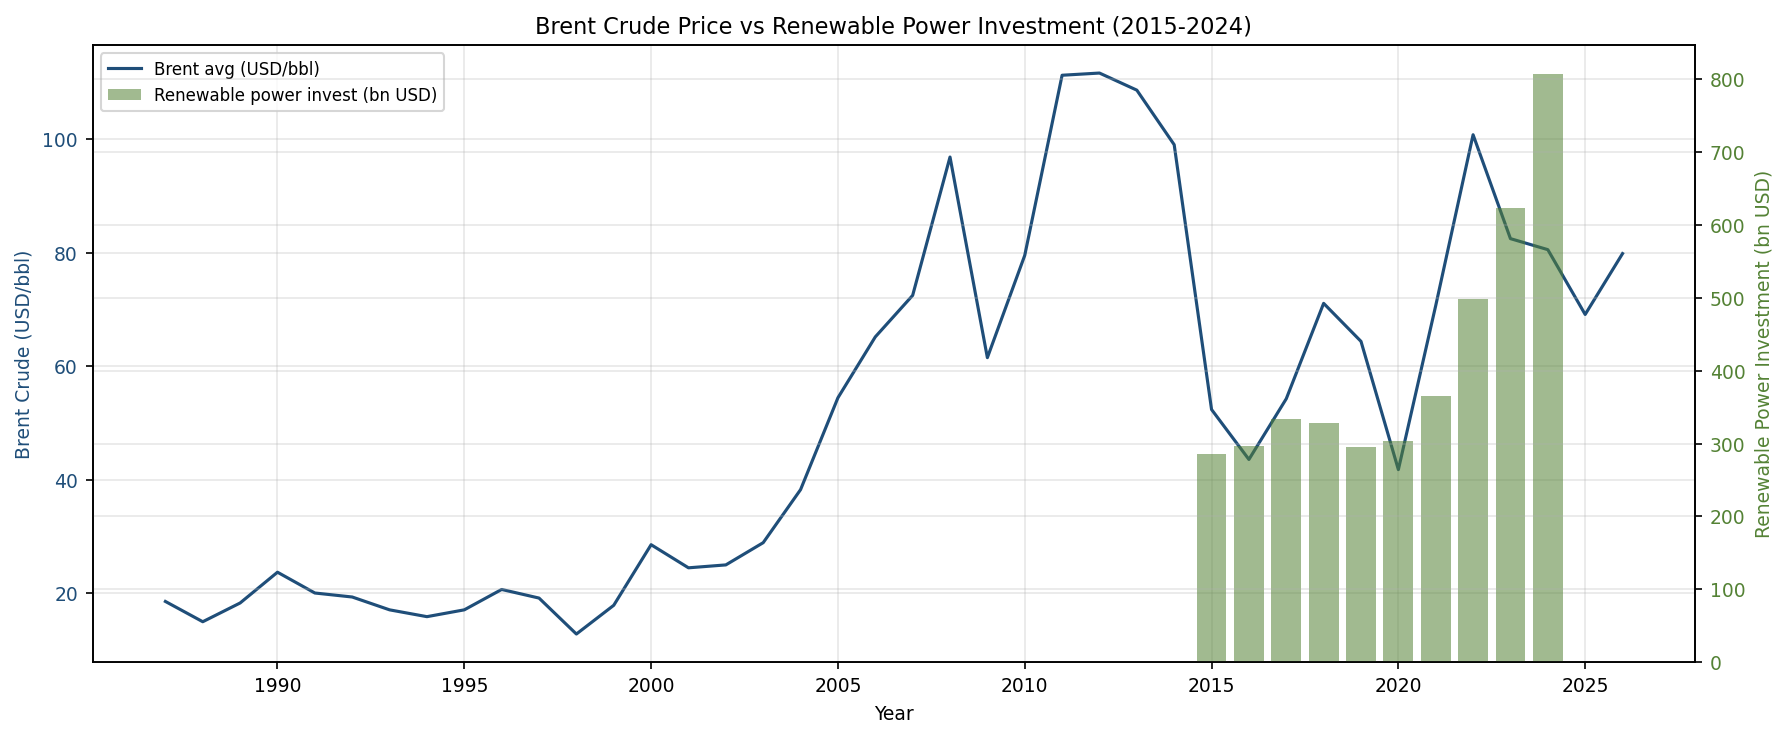 Brent Crude Price vs Renewable Power Investment (2015-2024)
Brent avg (USD/bbl)
Renewable power invest (bn USD)
Brent Crude (USD/bbl)
100
80
60
40
20
800
700
600
500
400
300
200
100
0
Renewable Power Investment (bn USD)
1990 1995 2000 2005 2010 2015 2020 2025
Year